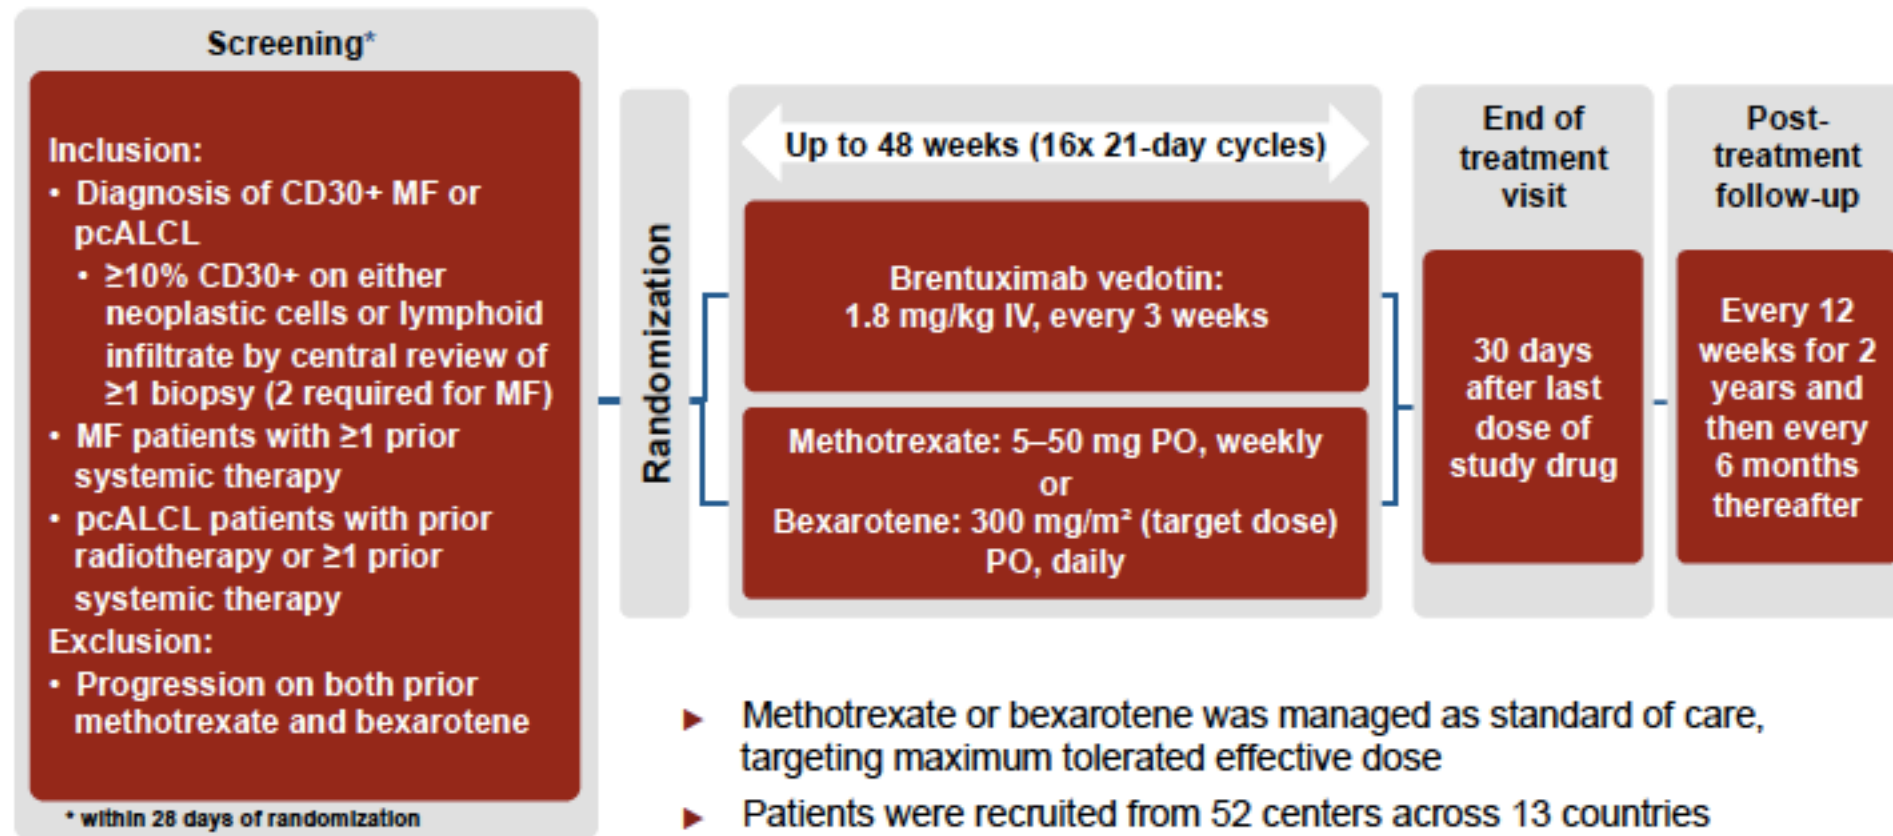 Screening*
Inclusion:
• Diagnosis of CD30+ MF or
pcALCL
• ≥10% CD30+ on either
neoplastic cells or lymphoid
infiltrate by central review of
≥1 biopsy (2 required for MF)
• MF patients with ≥1 prior
systemic therapy
• pcALCL patients with prior
radiotherapy or ≥1 prior
systemic therapy
Exclusion:
• Progression on both prior
methotrexate and bexarotene
* within 28 days of randomization
Randomization
Up to 48 weeks (16x 21-day cycles)
Brentuximab vedotin:
1.8 mg/kg IV, every 3 weeks
Methotrexate: 5–50 mg PO, weekly
or
Bexarotene: 300 mg/m² (target dose)
PO, daily
End of
treatment
visit
30 days
after last
dose of
study drug
Post-
treatment
follow-up
Every 12
weeks for 2
years and
then every
6 months
thereafter
► Methotrexate or bexarotene was managed as standard of care,
targeting maximum tolerated effective dose
► Patients were recruited from 52 centers across 13 countries